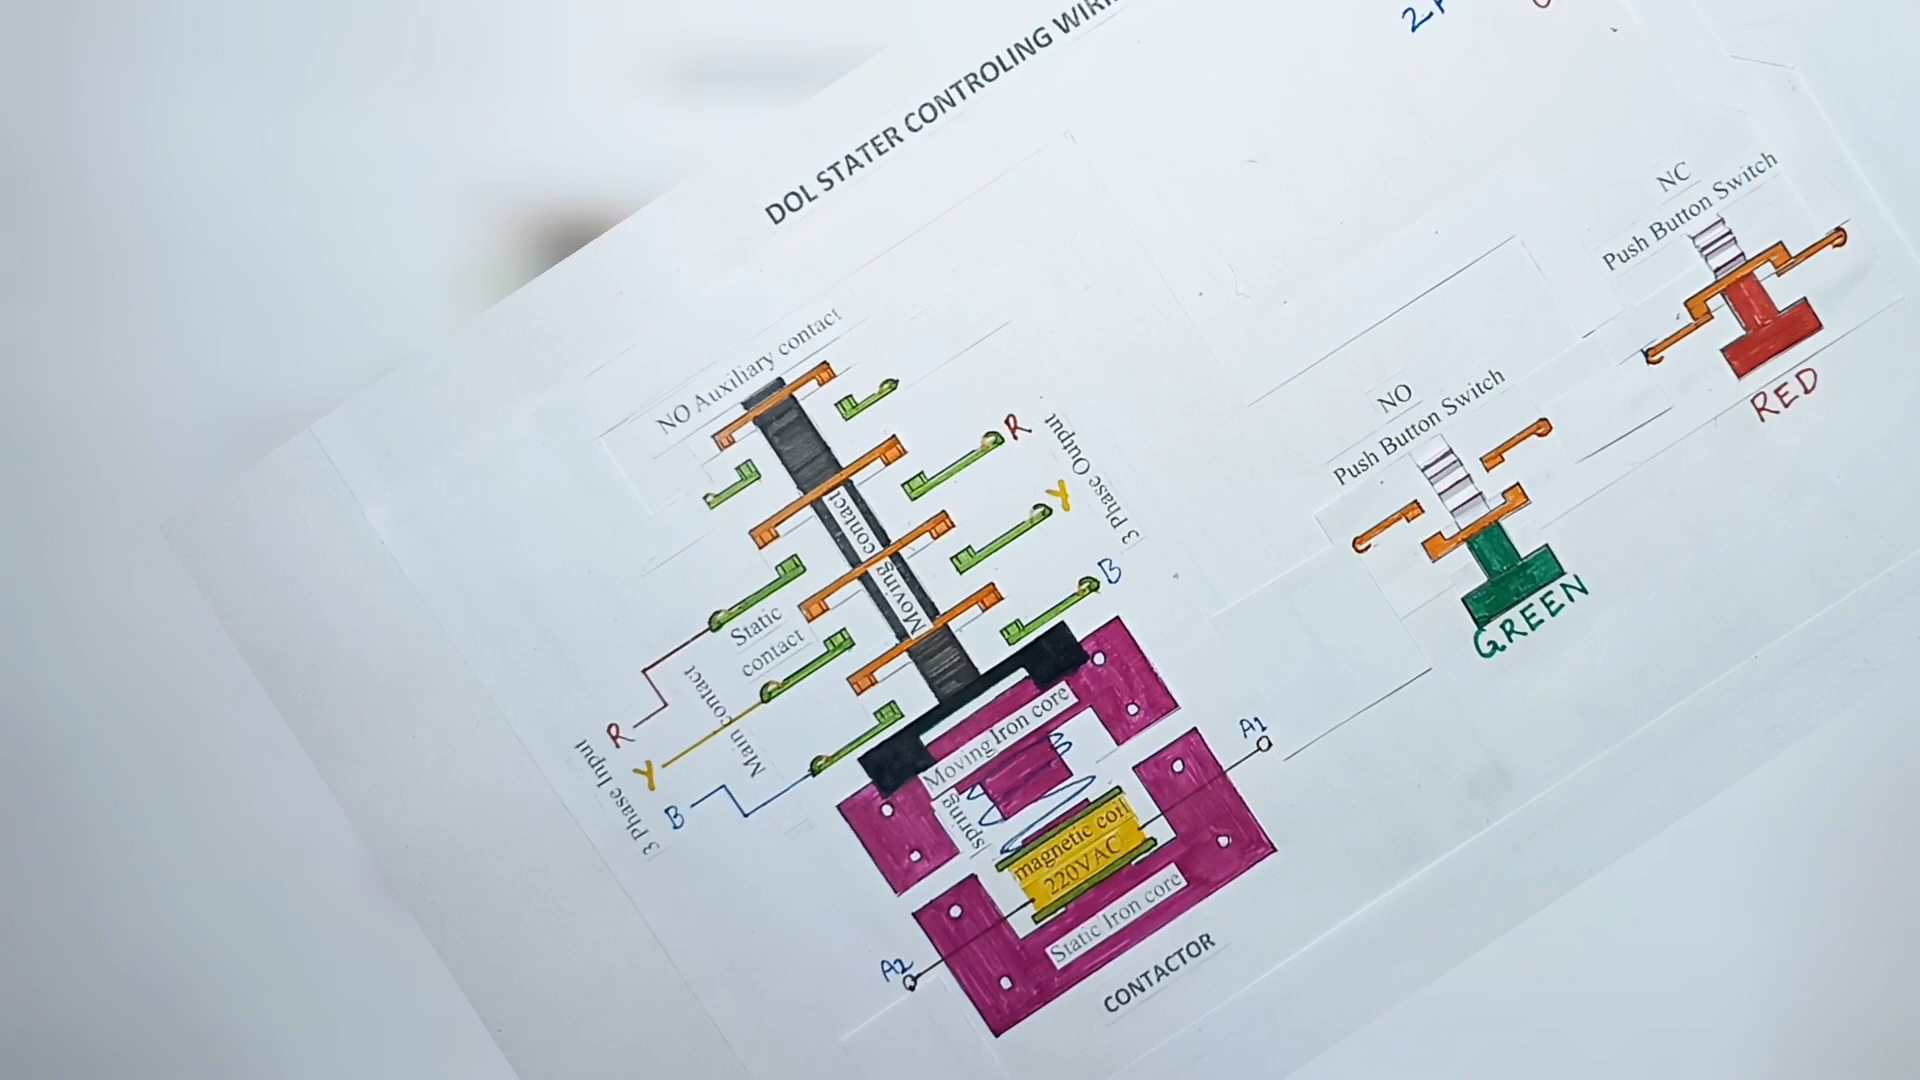 DOL STATER CONTROLING
NC
Push Button Switch
RED
NO
Push Button Switch
GREEN
NO Auxiliary contact
R
Y
B
3 Phase Output
Moving contact
Static
contact
Main contact
R
Y
B
3 Phase Input
Moving Iron core
spring
magnetic coil
220VAC
Static Iron core
A1
A2
CONTACTOR